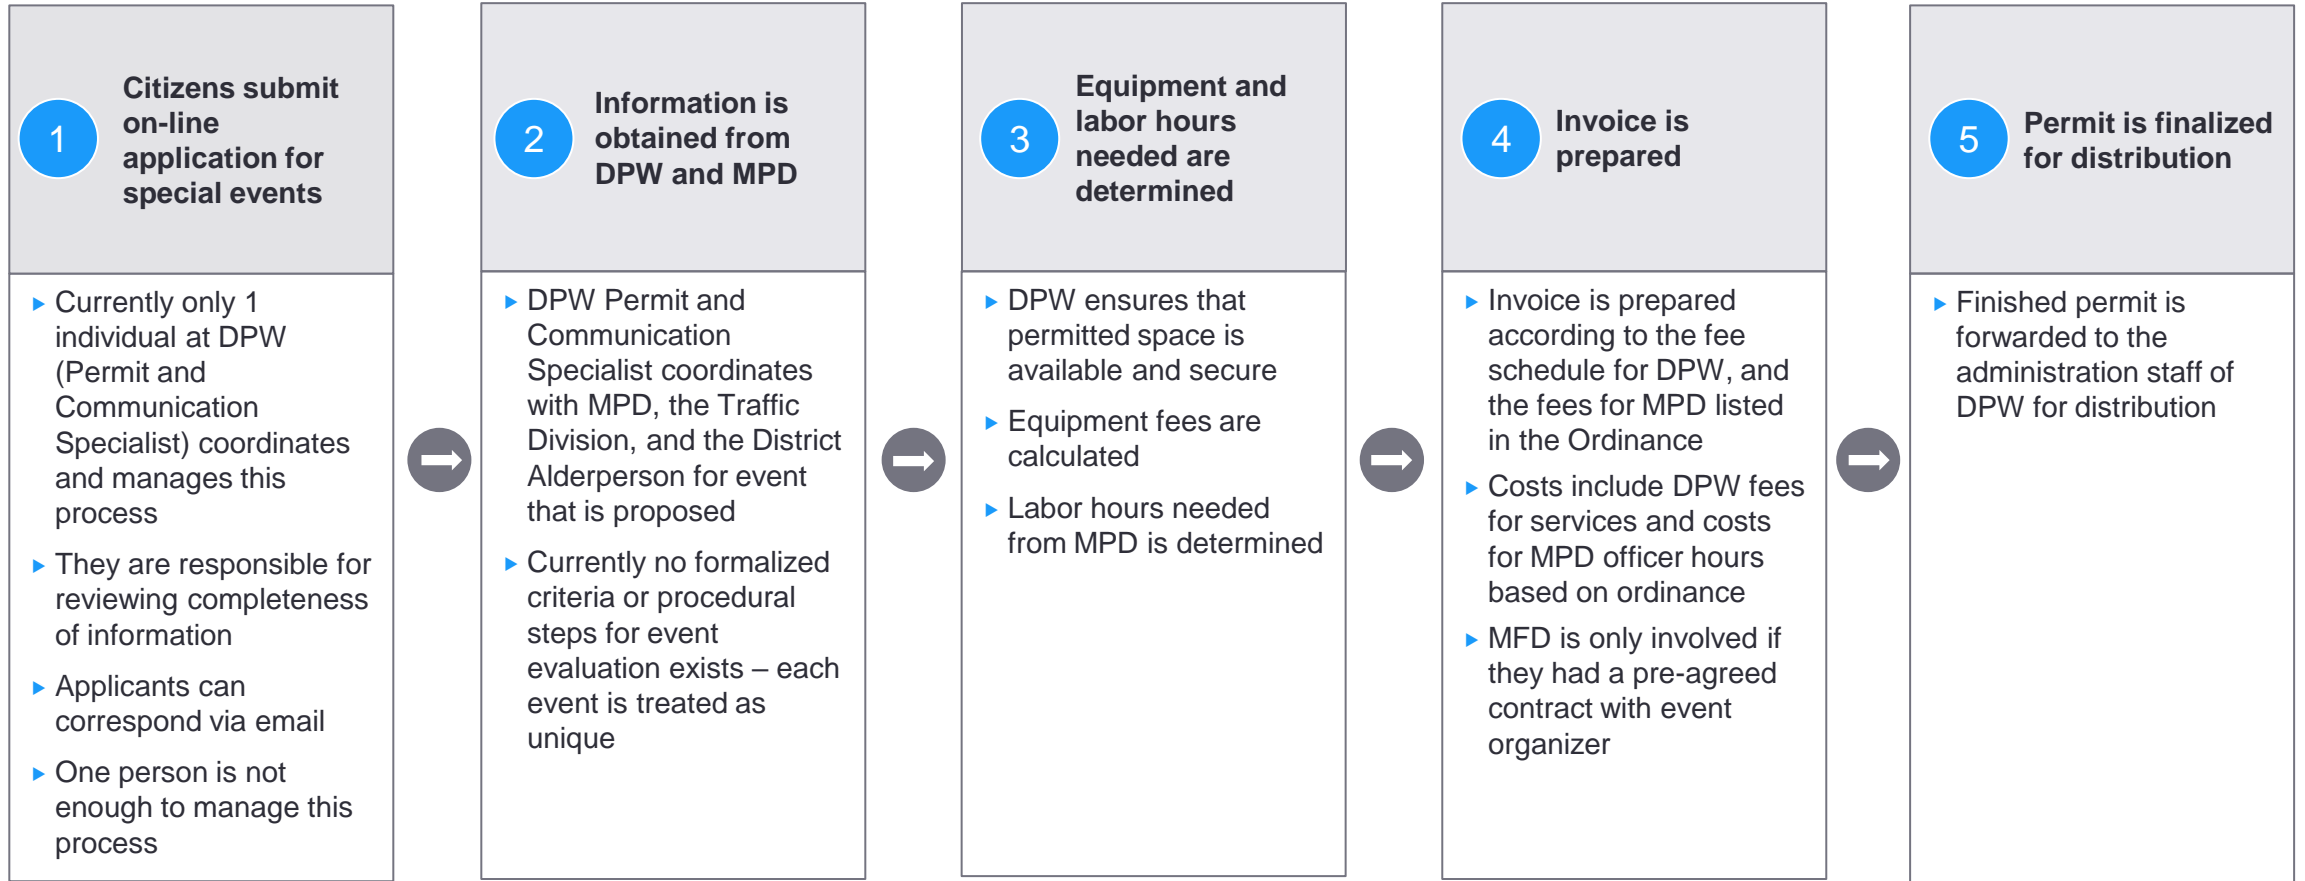 1
Citizens submit
on-line
application for
special events
Currently only 1
individual at DPW
(Permit and
Communication
Specialist) coordinates
and manages this
process
They are responsible for
reviewing completeness
of information
Applicants can
correspond via email
One person is not
enough to manage this
process
2
Information is
obtained from
DPW and MPD
DPW Permit and
Communication
Specialist coordinates
with MPD, the Traffic
Division, and the District
Alderperson for event
that is proposed
Currently no formalized
criteria or procedural
steps for event
evaluation exists – each
event is treated as
unique
3
Equipment and
labor hours
needed are
determined
DPW ensures that
permitted space is
available and secure
Equipment fees are
calculated
Labor hours needed
from MPD is determined
4
Invoice is
prepared
Invoice is prepared
according to the fee
schedule for DPW, and
the fees for MPD listed
in the Ordinance
Costs include DPW fees
for services and costs
for MPD officer hours
based on ordinance
MFD is only involved if
they had a pre-agreed
contract with event
organizer
5
Permit is finalized
for distribution
Finished permit is
forwarded to the
administration staff of
DPW for distribution